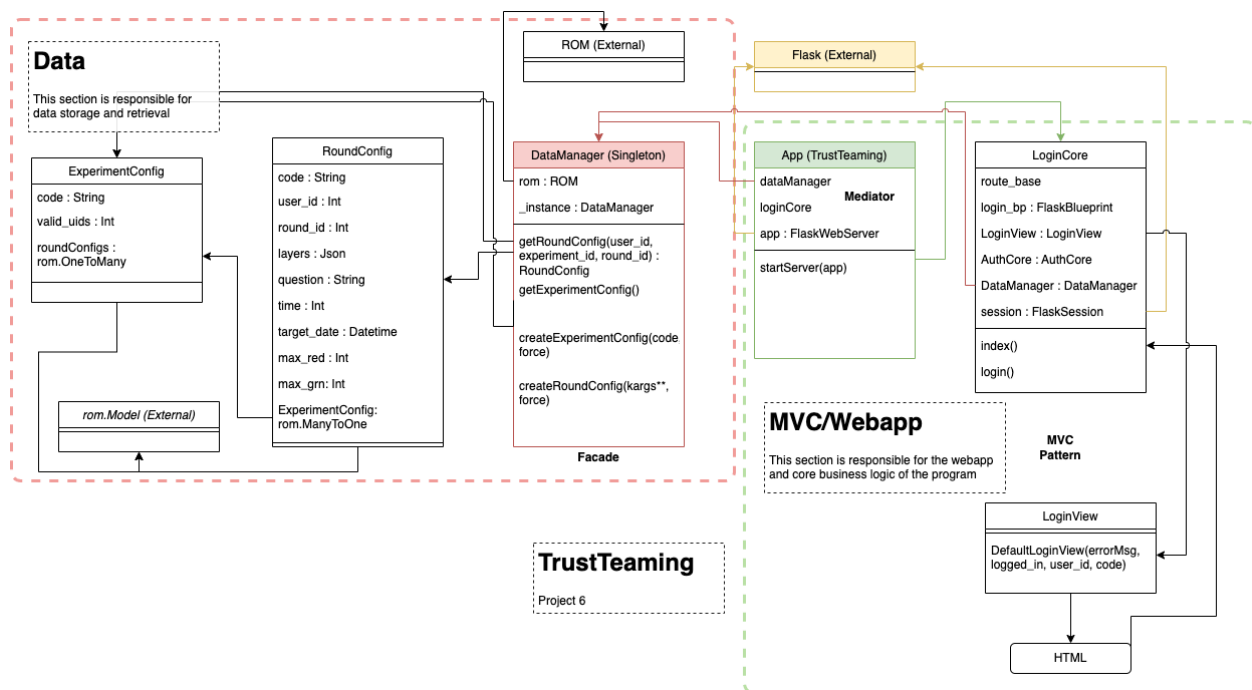 Data
This section is responsible for
data storage and retrieval
ROM (External)
Flask (External)
ExperimentConfig
code : String
valid_uids : Int
roundConfigs :
rom.OneToMany
RoundConfig
code : String
user_id : Int
round_id : Int
layers : Json
question : String
time : Int
target_date : Datetime
max_red : Int
max_grn: Int
ExperimentConfig:
rom.ManyToOne
rom.Model (External)
DataManager (Singleton)
rom : ROM
_instance : DataManager
getRoundConfig(user_id,
experiment_id, round_id) :
RoundConfig
getExperimentConfig()
createExperimentConfig(code,
force)
createRoundConfig(kargs**,
force)
Facade
App (TrustTeaming)
dataManager
Mediator
loginCore
app : FlaskWebServer
startServer(app)
LoginCore
route_base
login_bp : FlaskBlueprint
LoginView : LoginView
AuthCore : AuthCore
DataManager : DataManager
session : FlaskSession
index()
login()
MVC/Webapp
This section is responsible for the webapp
and core business logic of the program
MVC
Pattern
LoginView
DefaultLoginView(errorMsg,
logged_in, user_id, code)
HTML
TrustTeaming
Project 6